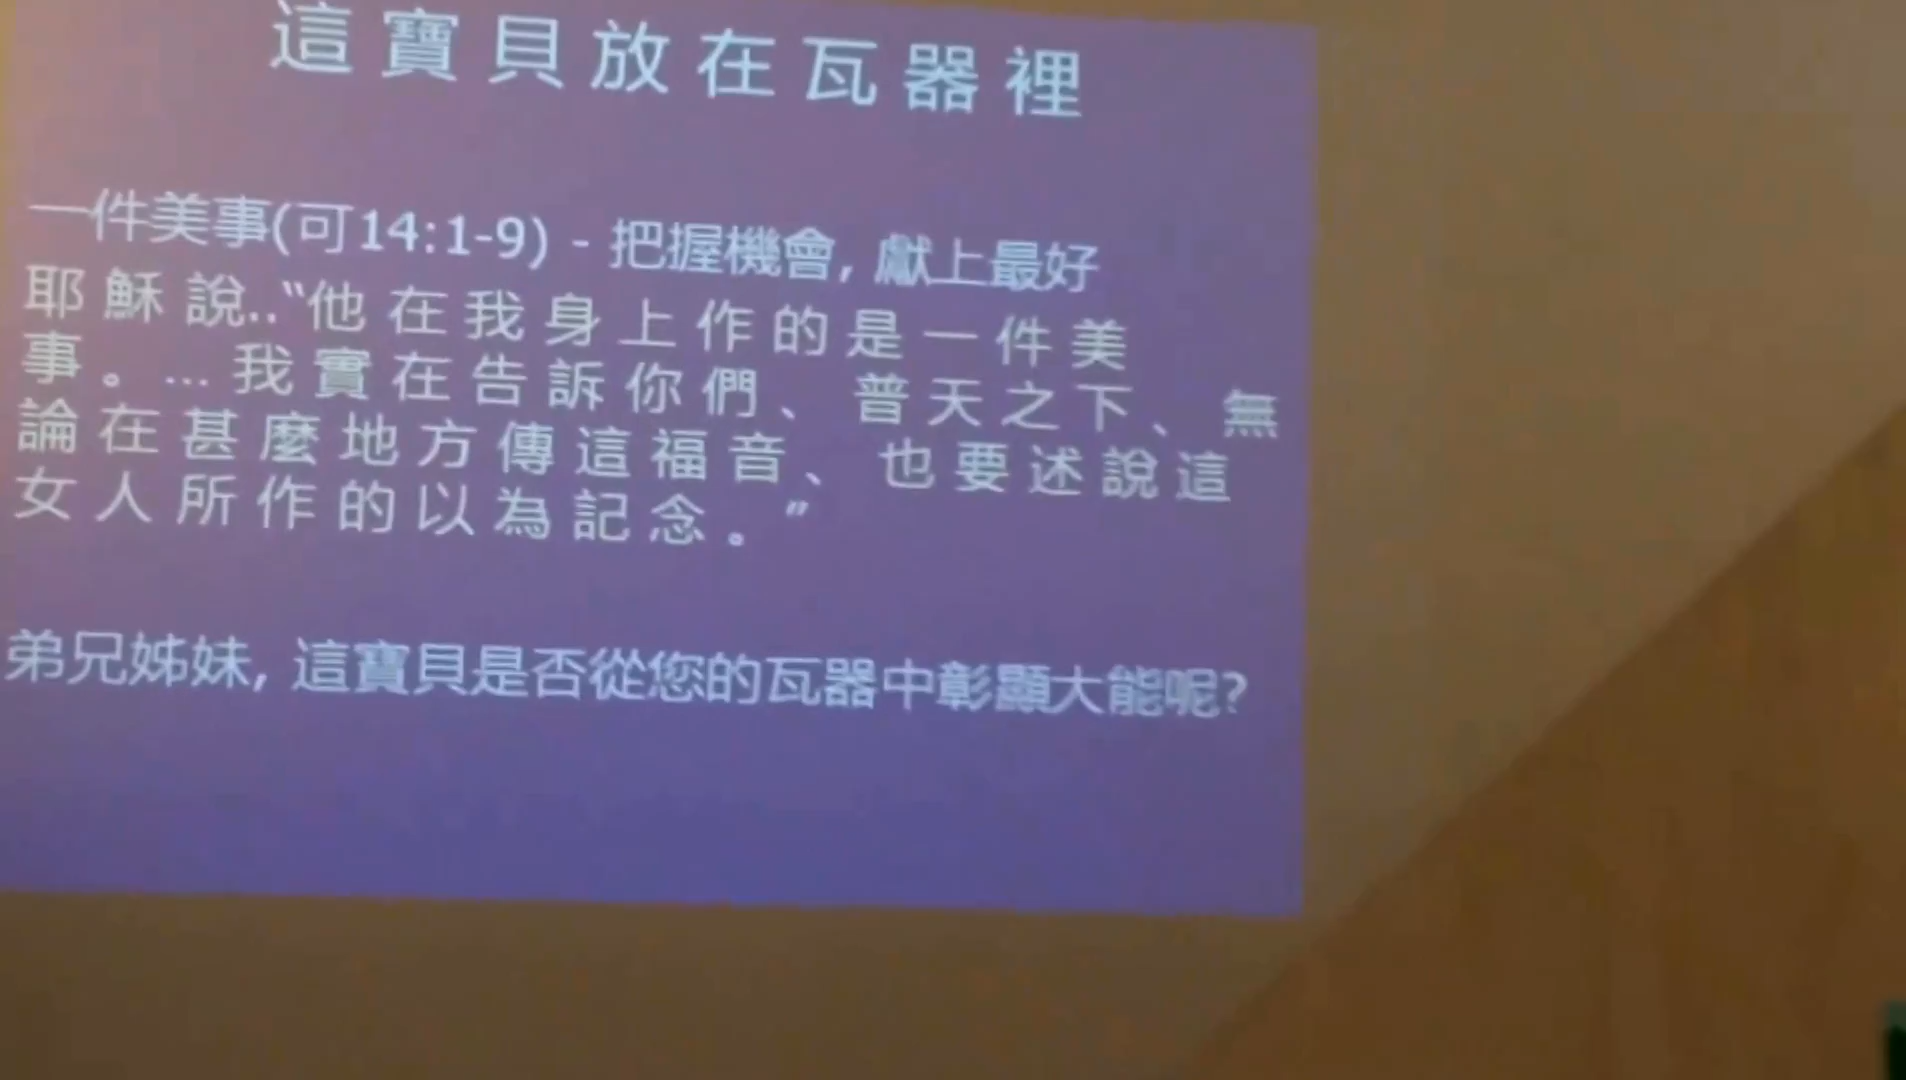 這寶貝放在瓦器裡
一件美事(可14:1-9) - 把握機會, 獻上最好
耶穌說..“他在我身上作的是一件美
事。...我實在告訴你們、普天之下、無
論在甚麼地方傳這福音、也要述說這
女人所作的以為記念。”
弟兄姊妹, 這寶貝是否從您的瓦器中彰顯大能呢?